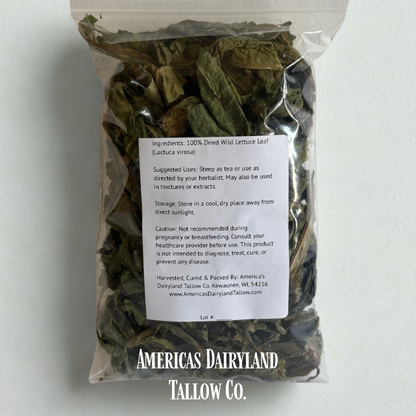 Ingredients: 100% Dried Wild Lettuce Leaf
(Lactuca virosa)
Suggested Uses: Steep as tea or use as
directed by your herbalist. May also be used
in tinctures or extracts.
Storage: Store in a cool, dry place away from
direct sunlight.
Caution: Not recommended during
pregnancy or breastfeeding. Consult your
healthcare provider before use. This product
is not intended to diagnose, treat, cure, or
prevent any disease.
Harvested, Cured & Packed By: America's
Dairyland Tallow Co. Kewaunee, WI, 54216
www.AmericasDairylandTallow.com
Lot #:
Americas Dairyland
Tallow Co.